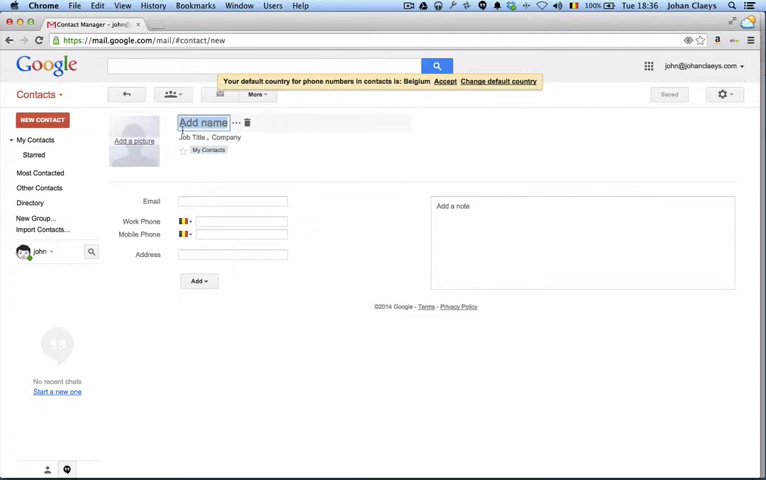 Chrome File Edit View History Bookmarks Window Users Help 100% Tue 18:36 Johan Claeys
Contact Manager - john@
https://mail.google.com/mail/#contact/new
Google john@johanclaeys.com
Your default country for phone numbers in contacts is: Belgium Accept Change default country
Contacts More Saved
NEW CONTACT
My Contacts
Starred
Most Contacted
Other Contacts
Directory
New Group...
Import Contacts...
john
Add a picture
Add name ...
Job Title , Company
My Contacts
Email
Work Phone
Mobile Phone
Address
Add
Add a note
©2014 Google - Terms - Privacy Policy
No recent chats
Start a new one